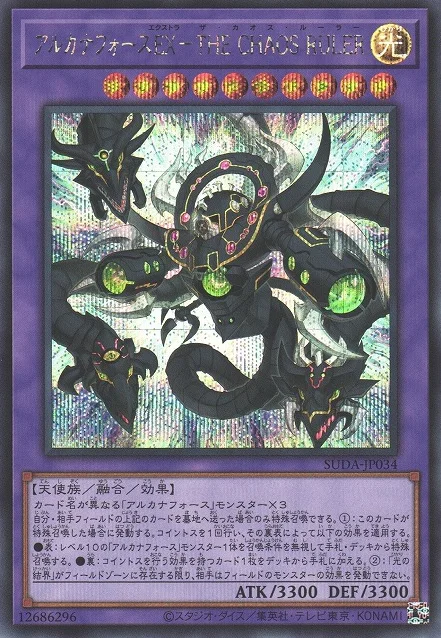 エクストラ ザ カオス・ルーラー
アルカナフォースEX－THE CHAOS RULER
光
SUDA-JP034
【天使族／融合／効果】
カード名が異なる「アルカナフォース」モンスター×3
自分・相手フィールドの上記のカードを墓地へ送った場合のみ特殊召喚できる。①：このカードが
特殊召喚した場合に発動する。コイントスを1回行い、その裏表によって以下の効果を適用する。
●表：レベル10の「アルカナフォース」モンスター1体を召喚条件を無視して手札・デッキから特殊
召喚する。●裏：コイントスを行う効果を持つカード1枚をデッキから手札に加える。②：「光の
結界」がフィールドゾーンに存在する限り、相手はフィールドのモンスターの効果を発動できない。
ATK/3300 DEF/3300
12686296
©スタジオ・ダイス／集英社・テレビ東京・KONAMI